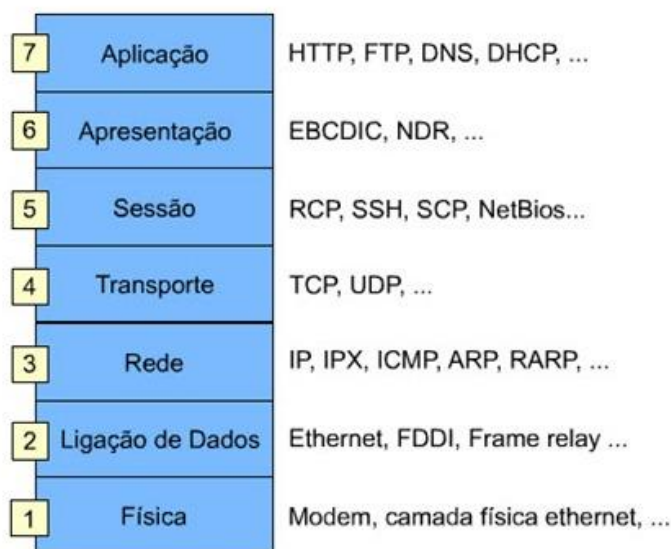 7 Aplicação HTTP, FTP, DNS, DHCP, ...
6 Apresentação EBCDIC, NDR, ...
5 Sessão RCP, SSH, SCP, NetBios...
4 Transporte TCP, UDP, ...
3 Rede IP, IPX, ICMP, ARP, RARP, ...
2 Ligação de Dados Ethernet, FDDI, Frame relay ...
1 Física Modem, camada física ethernet, ...